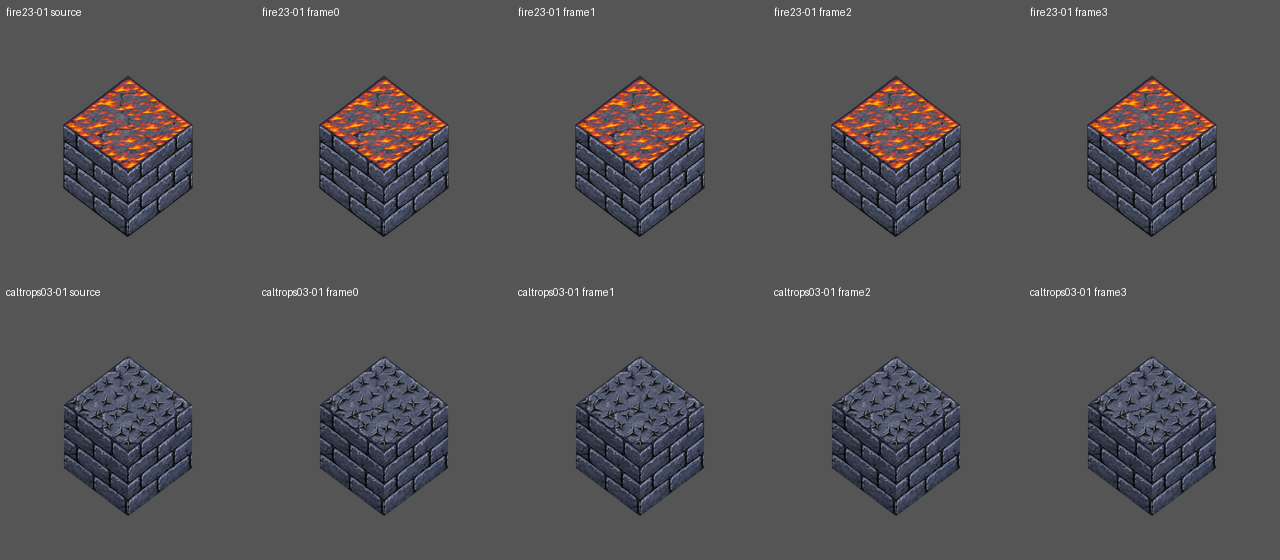 fire23-01 source
fire23-01 frame0
fire23-01 frame1
fire23-01 frame2
fire23-01 frame3
caltrops03-01 source
caltrops03-01 frame0
caltrops03-01 frame1
caltrops03-01 frame2
caltrops03-01 frame3